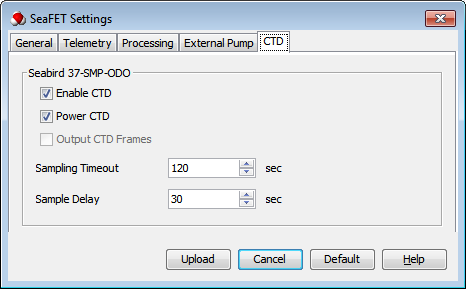 SeaFET Settings
General Telemetry Processing External Pump CTD
Seabird 37-SMP-ODO
Enable CTD
Power CTD
Output CTD Frames
Sampling Timeout 120 sec
Sample Delay 30 sec
Upload Cancel Default Help